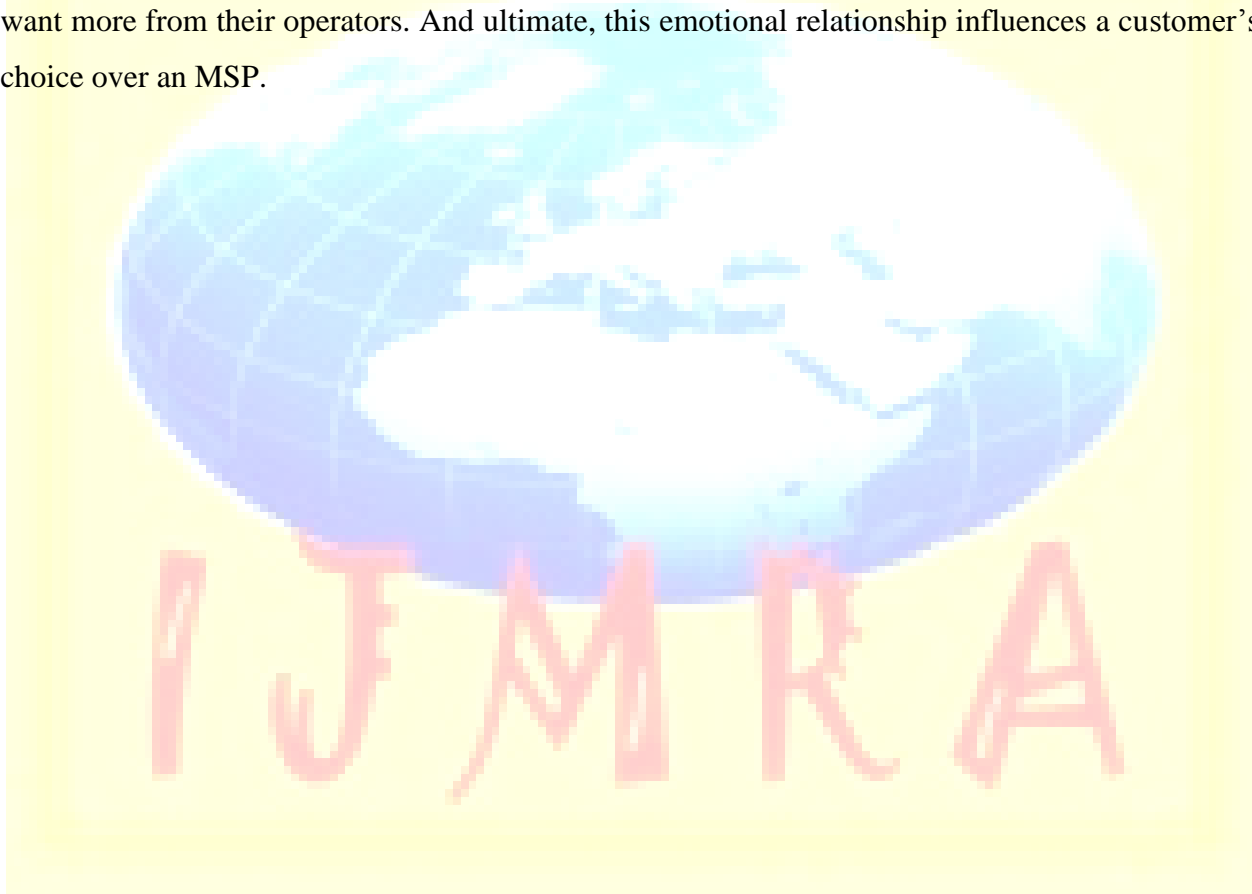 want more from their operators. And ultimate, this emotional relationship influences a customer's
choice over an MSP.
IJMRA